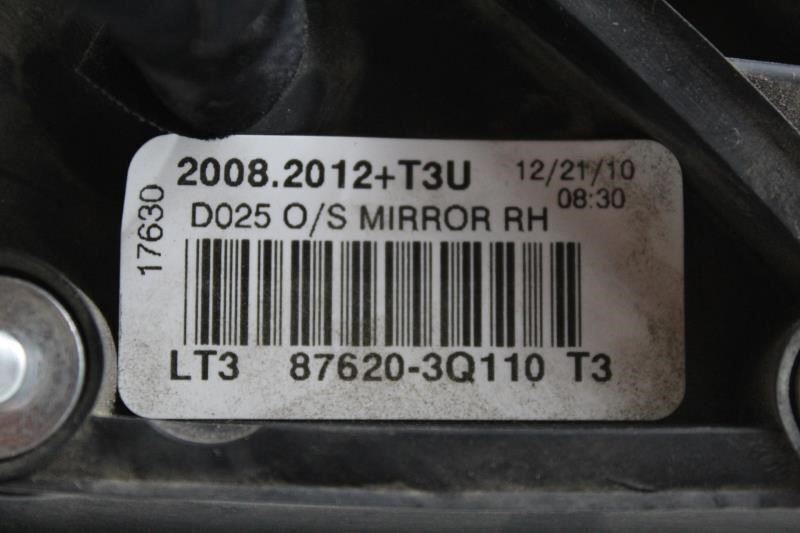 2008.2012+T3U 12/21/10
08:30
17630
D025 O/S MIRROR RH
LT3 87620-3Q110 T3